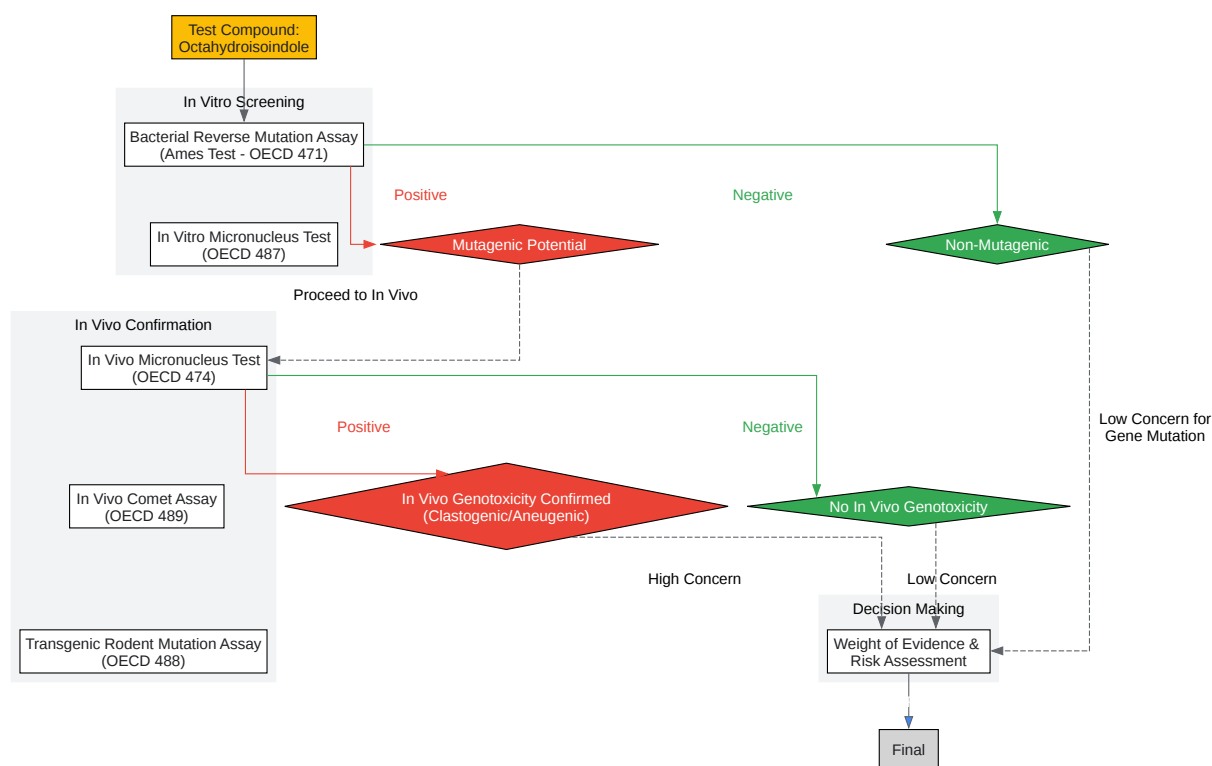 Test Compound:
Octahydroisoindole
In Vitro Screening
Bacterial Reverse Mutation Assay
(Ames Test - OECD 471)
Positive
Negative
In Vitro Micronucleus Test
(OECD 487)
Mutagenic Potential
Non-Mutagenic
Proceed to In Vivo
In Vivo Confirmation
In Vivo Micronucleus Test
(OECD 474)
Positive
Negative
Low Concern for
Gene Mutation
In Vivo Comet Assay
(OECD 489)
In Vivo Genotoxicity Confirmed
(Clastogenic/Aneugenic)
No In Vivo Genotoxicity
High Concern
Low Concern
Decision Making
Transgenic Rodent Mutation Assay
(OECD 488)
Weight of Evidence &
Risk Assessment
Final